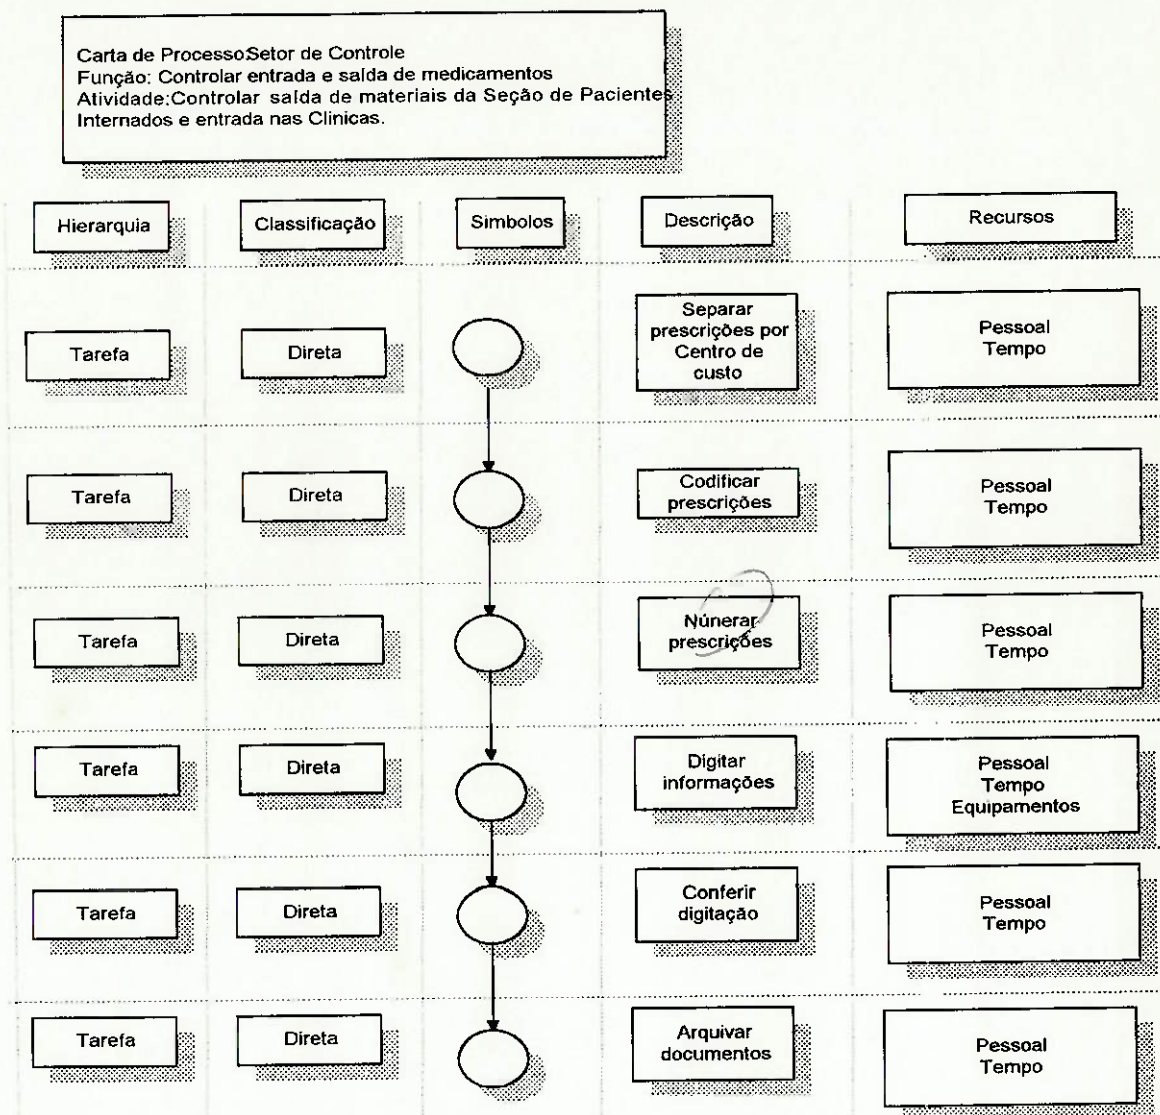 Carta de Processo:Setor de Controle
Função: Controlar entrada e saída de medicamentos
Atividade:Controlar saída de materiais da Seção de Pacientes
Internados e entrada nas Clinicas.
Hierarquia
Classificação
Simbolos
Descrição
Recursos
Tarefa
Direta
Separar
prescrições por
Centro de
custo
Pessoal
Tempo
Tarefa
Direta
Codificar
prescrições
Pessoal
Tempo
Tarefa
Direta
Núnerar
prescrições
Pessoal
Tempo
Tarefa
Direta
Digitar
informações
Pessoal
Tempo
Equipamentos
Tarefa
Direta
Conferir
digitação
Pessoal
Tempo
Tarefa
Direta
Arquivar
documentos
Pessoal
Tempo